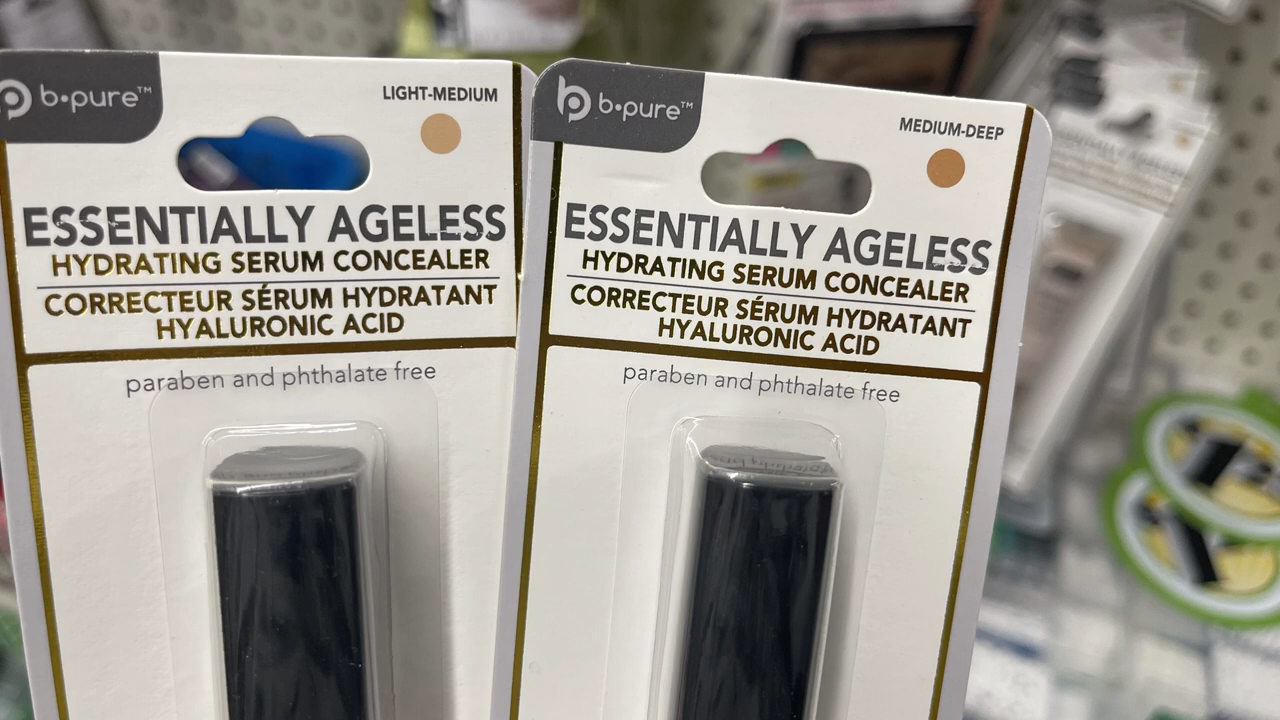 b•pure™
LIGHT-MEDIUM
ESSENTIALLY AGELESS
HYDRATING SERUM CONCEALER
CORRECTEUR SÉRUM HYDRATANT
HYALURONIC ACID
paraben and phthalate free
b•pure™
MEDIUM-DEEP
ESSENTIALLY AGELESS
HYDRATING SERUM CONCEALER
CORRECTEUR SÉRUM HYDRATANT
HYALURONIC ACID
paraben and phthalate free